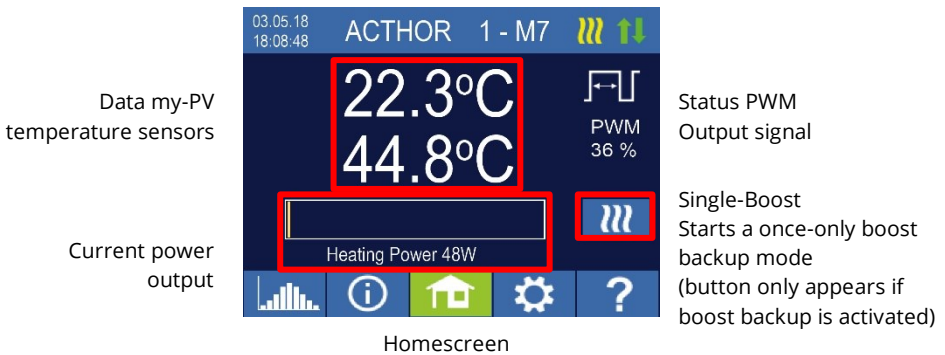 03.05.18
18:08:48
ACTHOR 1 - M7
Data my-PV
temperature sensors
22.3°C
44.8°C
PWM
36 %
Status PWM
Output signal
Current power
output
Heating Power 48W
Single-Boost
Starts a once-only boost
backup mode
(button only appears if
boost backup is activated)
i
?
Homescreen